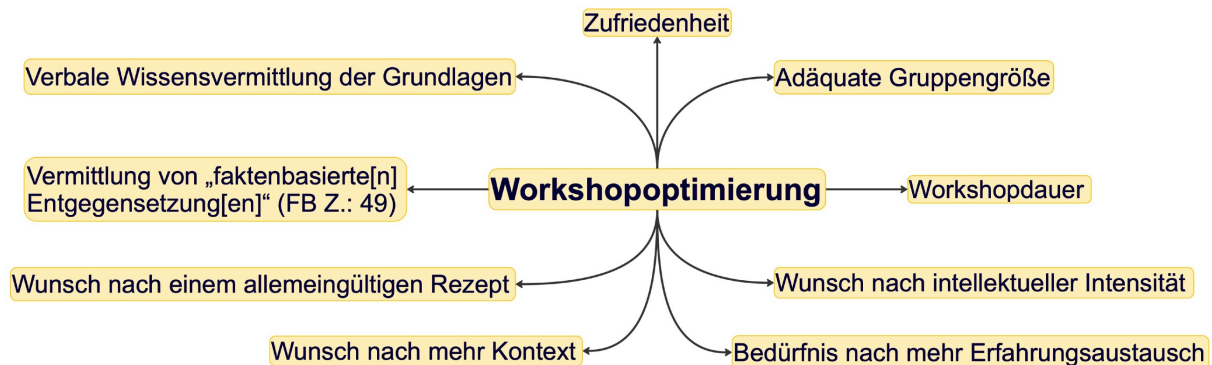 Zufriedenheit
Verbale Wissensvermittlung der Grundlagen
Adäquate Gruppengröße
Vermittlung von „faktenbasierte[n]
Entgegensetzung[en]“ (FB Z.: 49)
Workshopoptimierung
Workshopdauer
Wunsch nach einem allemeingültigen Rezept
Wunsch nach intellektueller Intensität
Wunsch nach mehr Kontext
Bedürfnis nach mehr Erfahrungsaustausch